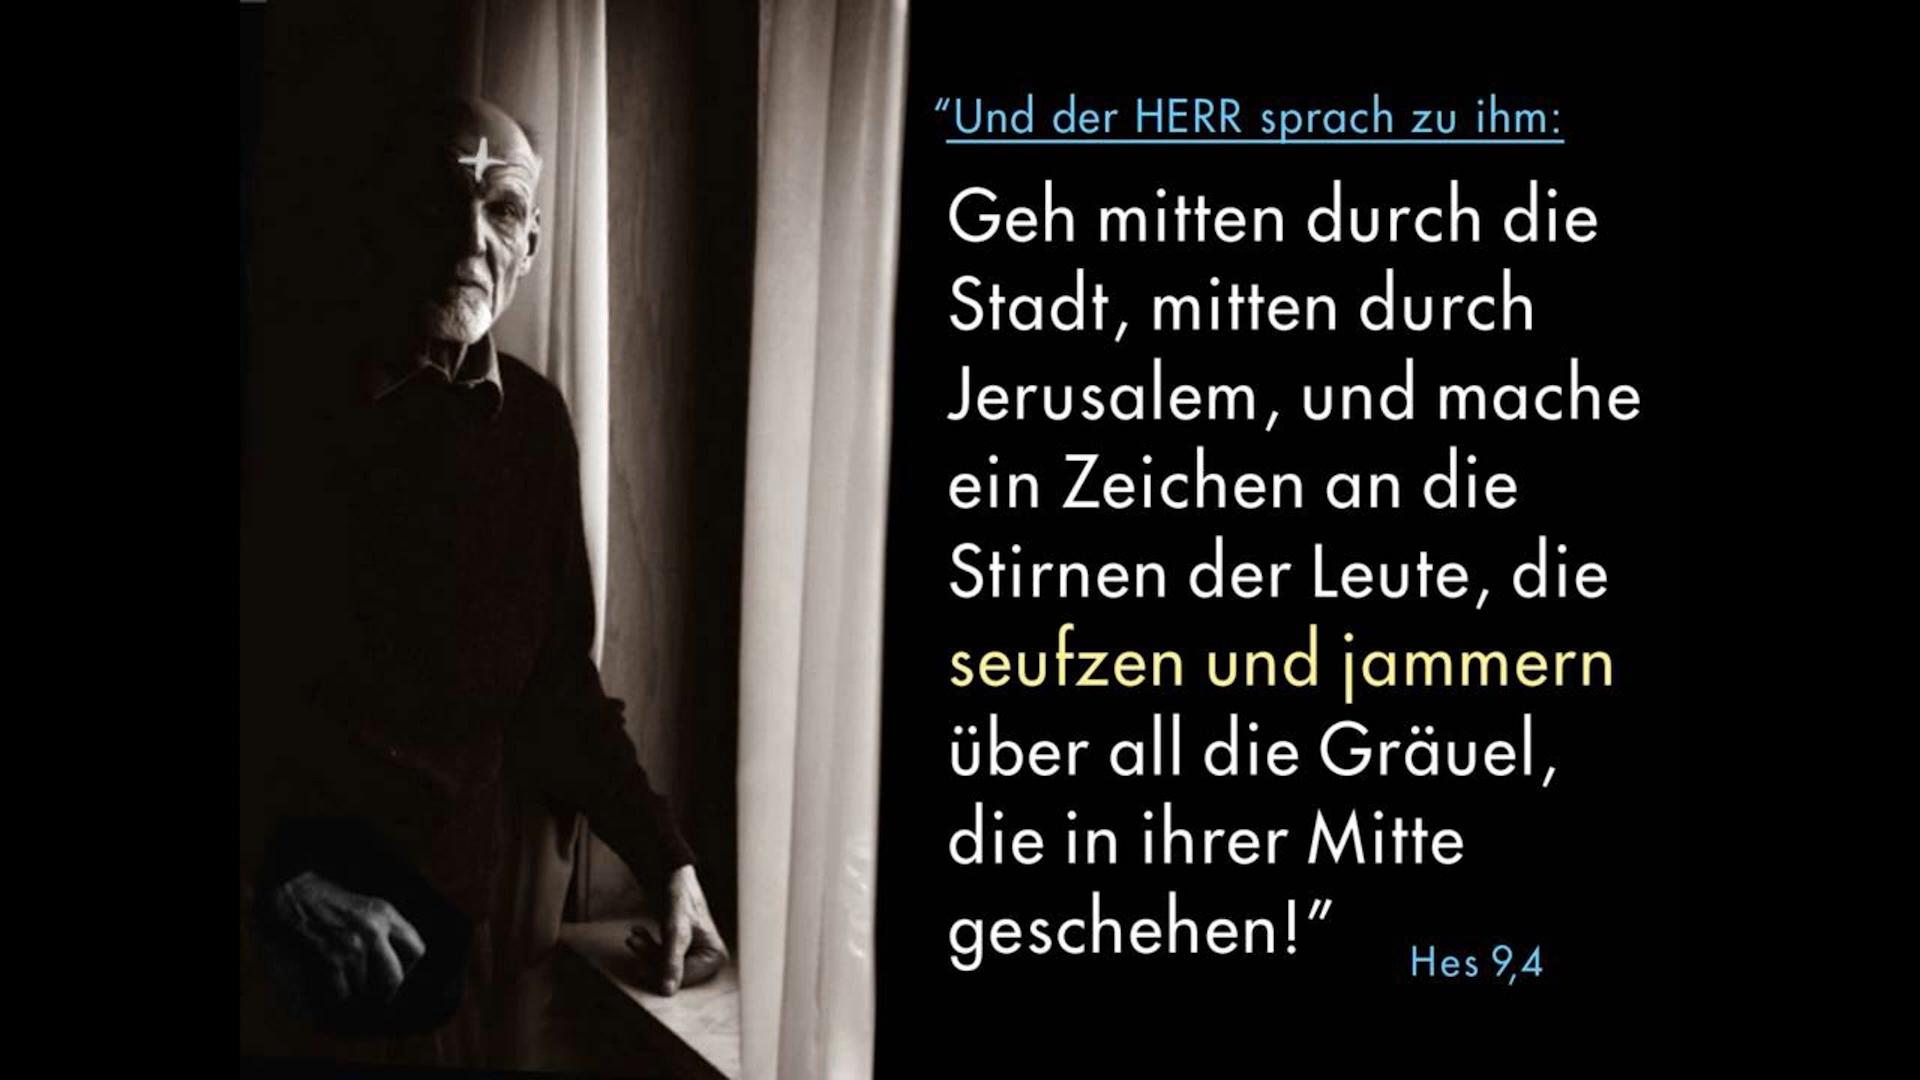 “Und der HERR sprach zu ihm:
Geh mitten durch die
Stadt, mitten durch
Jerusalem, und mache
ein Zeichen an die
Stirnen der Leute, die
seufzen und jammern
über all die Gräuel,
die in ihrer Mitte
geschehen!”
Hes 9,4